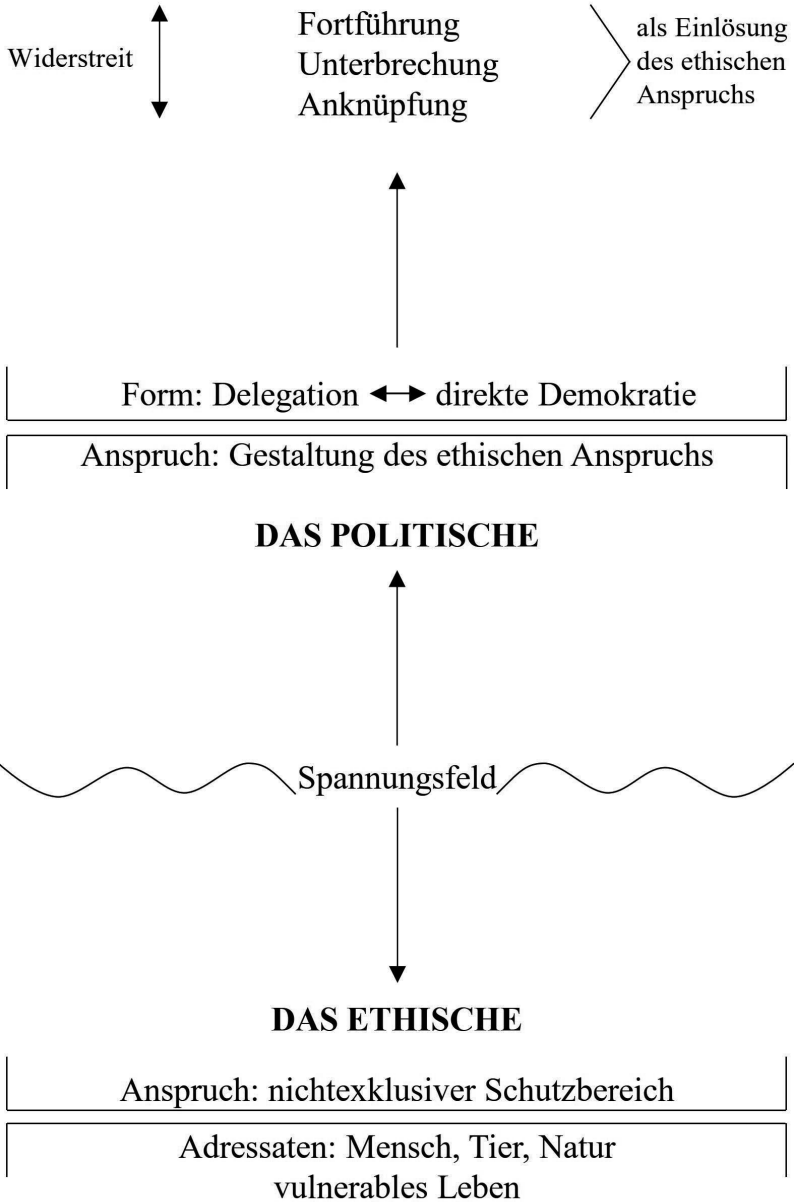 Widerstreit
Fortführung
Unterbrechung
Anknüpfung
als Einlösung
des ethischen
Anspruchs
Form: Delegation direkte Demokratie
Anspruch: Gestaltung des ethischen Anspruchs
DAS POLITISCHE
Spannungsfeld
DAS ETHISCHE
Anspruch: nichtexklusiver Schutzbereich
Adressaten: Mensch, Tier, Natur
vulnerables Leben